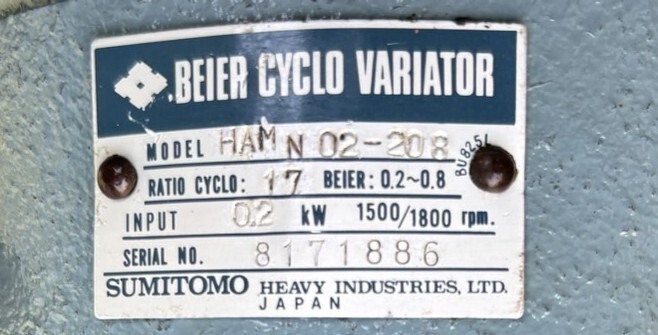 BEIER CYCLO VARIATOR
MODEL HAM N 02-208
BU825L
RATIO CYCLO: 17 BEIER: 0.2~0.8
INPUT 0.2 kW 1500/1800 rpm.
SERIAL NO. 8171886
SUMITOMO HEAVY INDUSTRIES, LTD.
JAPAN